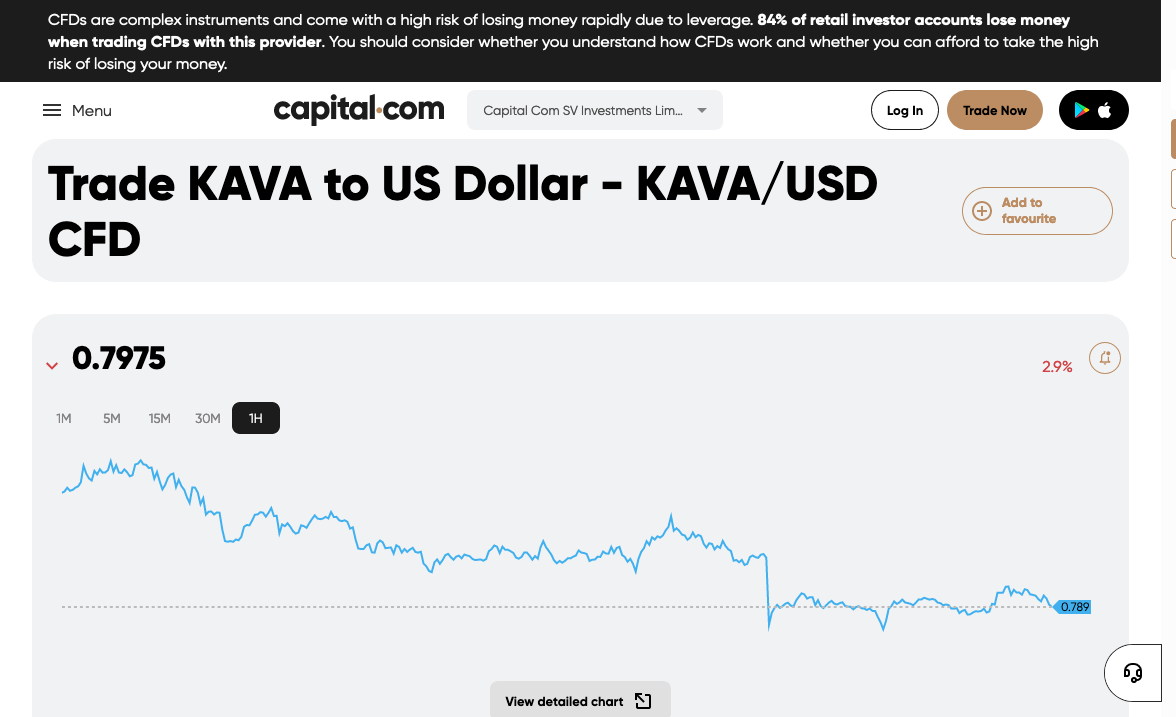 CFDs are complex instruments and come with a high risk of losing money rapidly due to leverage. 84% of retail investor accounts lose money
when trading CFDs with this provider. You should consider whether you understand how CFDs work and whether you can afford to take the high
risk of losing your money.
Menu
capital.com
Capital Com SV Investments Lim...
Log In
Trade Now
Trade KAVA to US Dollar - KAVA/USD
CFD
Add to
favourite
0.7975
2.9%
1M
5M
15M
30M
1H
0.789
View detailed chart